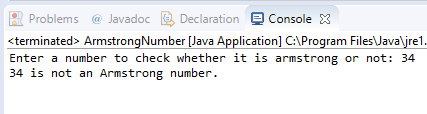 Problems @ Javadoc Declaration Console
<terminated> ArmstrongNumber [Java Application] C:\Program Files\Java\jre1.
Enter a number to check whether it is armstrong or not: 34
34 is not an Armstrong number.